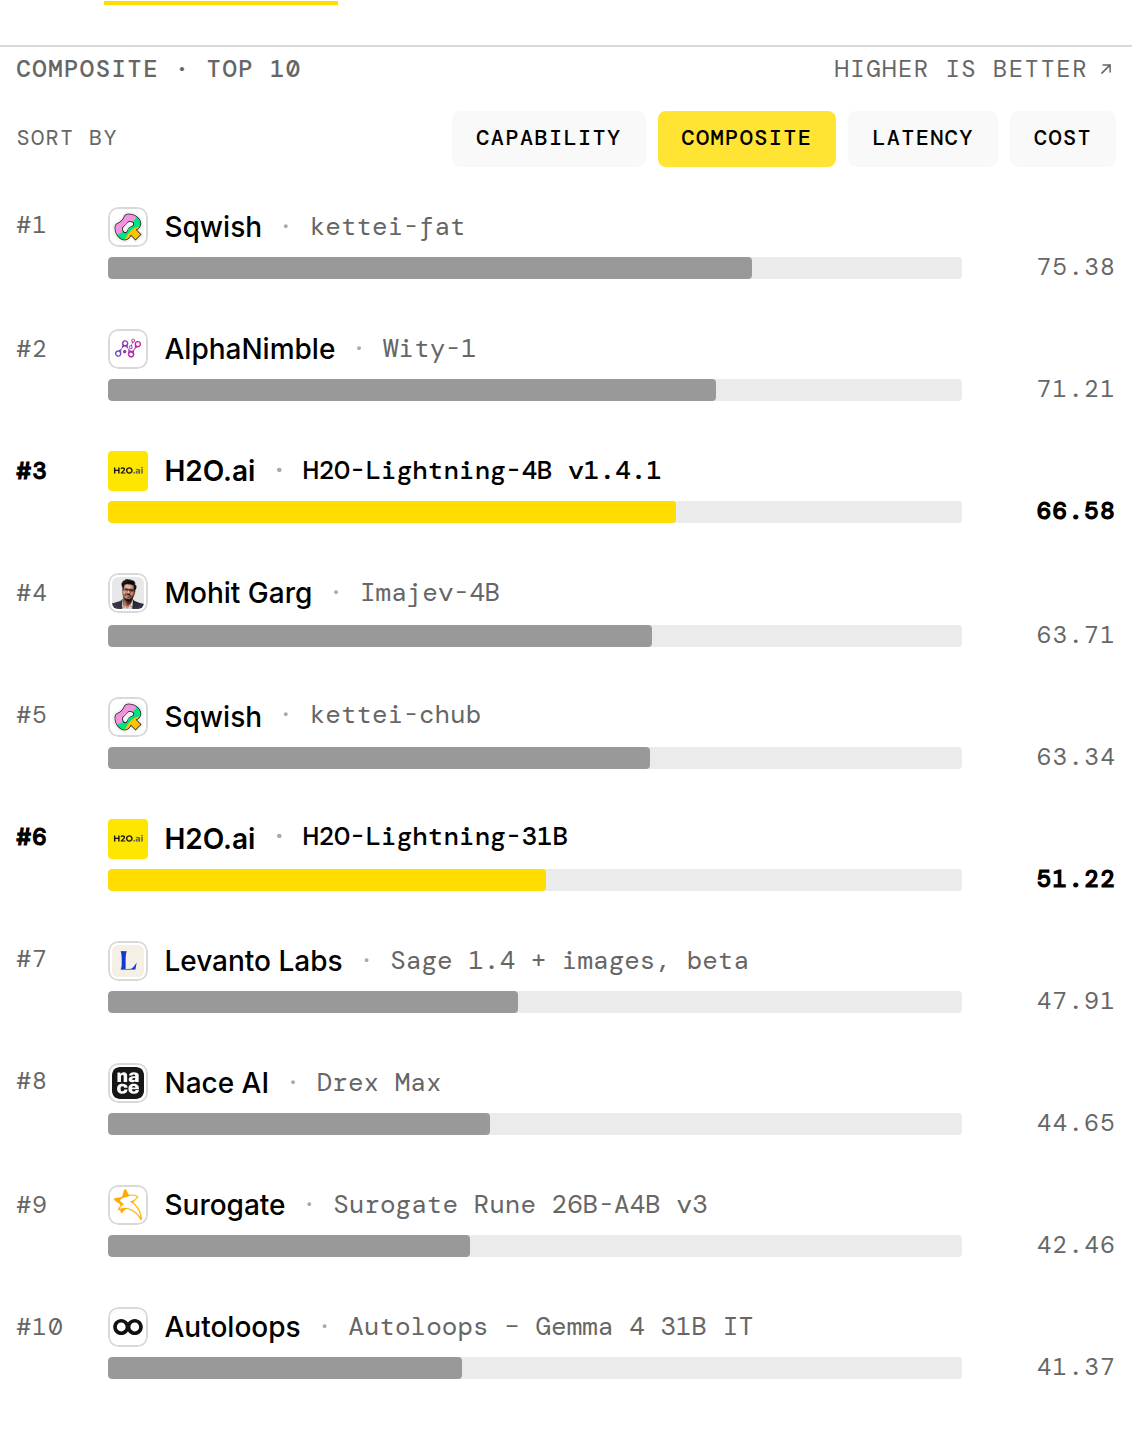 COMPOSITE · TOP 10
HIGHER IS BETTER ↗
SORT BY
CAPABILITY
COMPOSITE
LATENCY
COST
#1
Sqwish · kettei-fat
75.38
#2
AlphaNimble · Wity-1
71.21
#3
H2O.ai
H2O.ai · H2O-Lightning-4B v1.4.1
66.58
#4
Mohit Garg · Imajev-4B
63.71
#5
Sqwish · kettei-chub
63.34
#6
H2O.ai
H2O.ai · H2O-Lightning-31B
51.22
#7
L
Levanto Labs · Sage 1.4 + images, beta
47.91
#8
nace
Nace AI · Drex Max
44.65
#9
Surogate · Surogate Rune 26B-A4B v3
42.46
#10
Autoloops · Autoloops - Gemma 4 31B IT
41.37